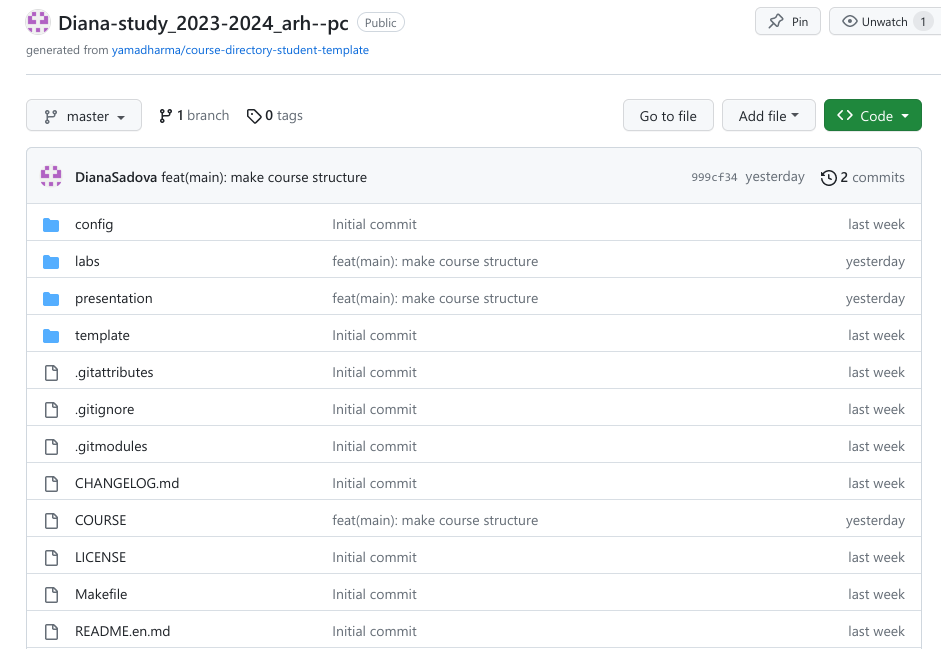 Diana-study_2023-2024_arh--pc Public Pin Unwatch 1
generated from yamadharma/course-directory-student-template
master 1 branch 0 tags Go to file Add file Code
DianaSadova feat(main): make course structure 999cf34 yesterday 2 commits
config Initial commit last week
labs feat(main): make course structure yesterday
presentation feat(main): make course structure yesterday
template Initial commit last week
.gitattributes Initial commit last week
.gitignore Initial commit last week
.gitmodules Initial commit last week
CHANGELOG.md Initial commit last week
COURSE feat(main): make course structure yesterday
LICENSE Initial commit last week
Makefile Initial commit last week
README.en.md Initial commit last week